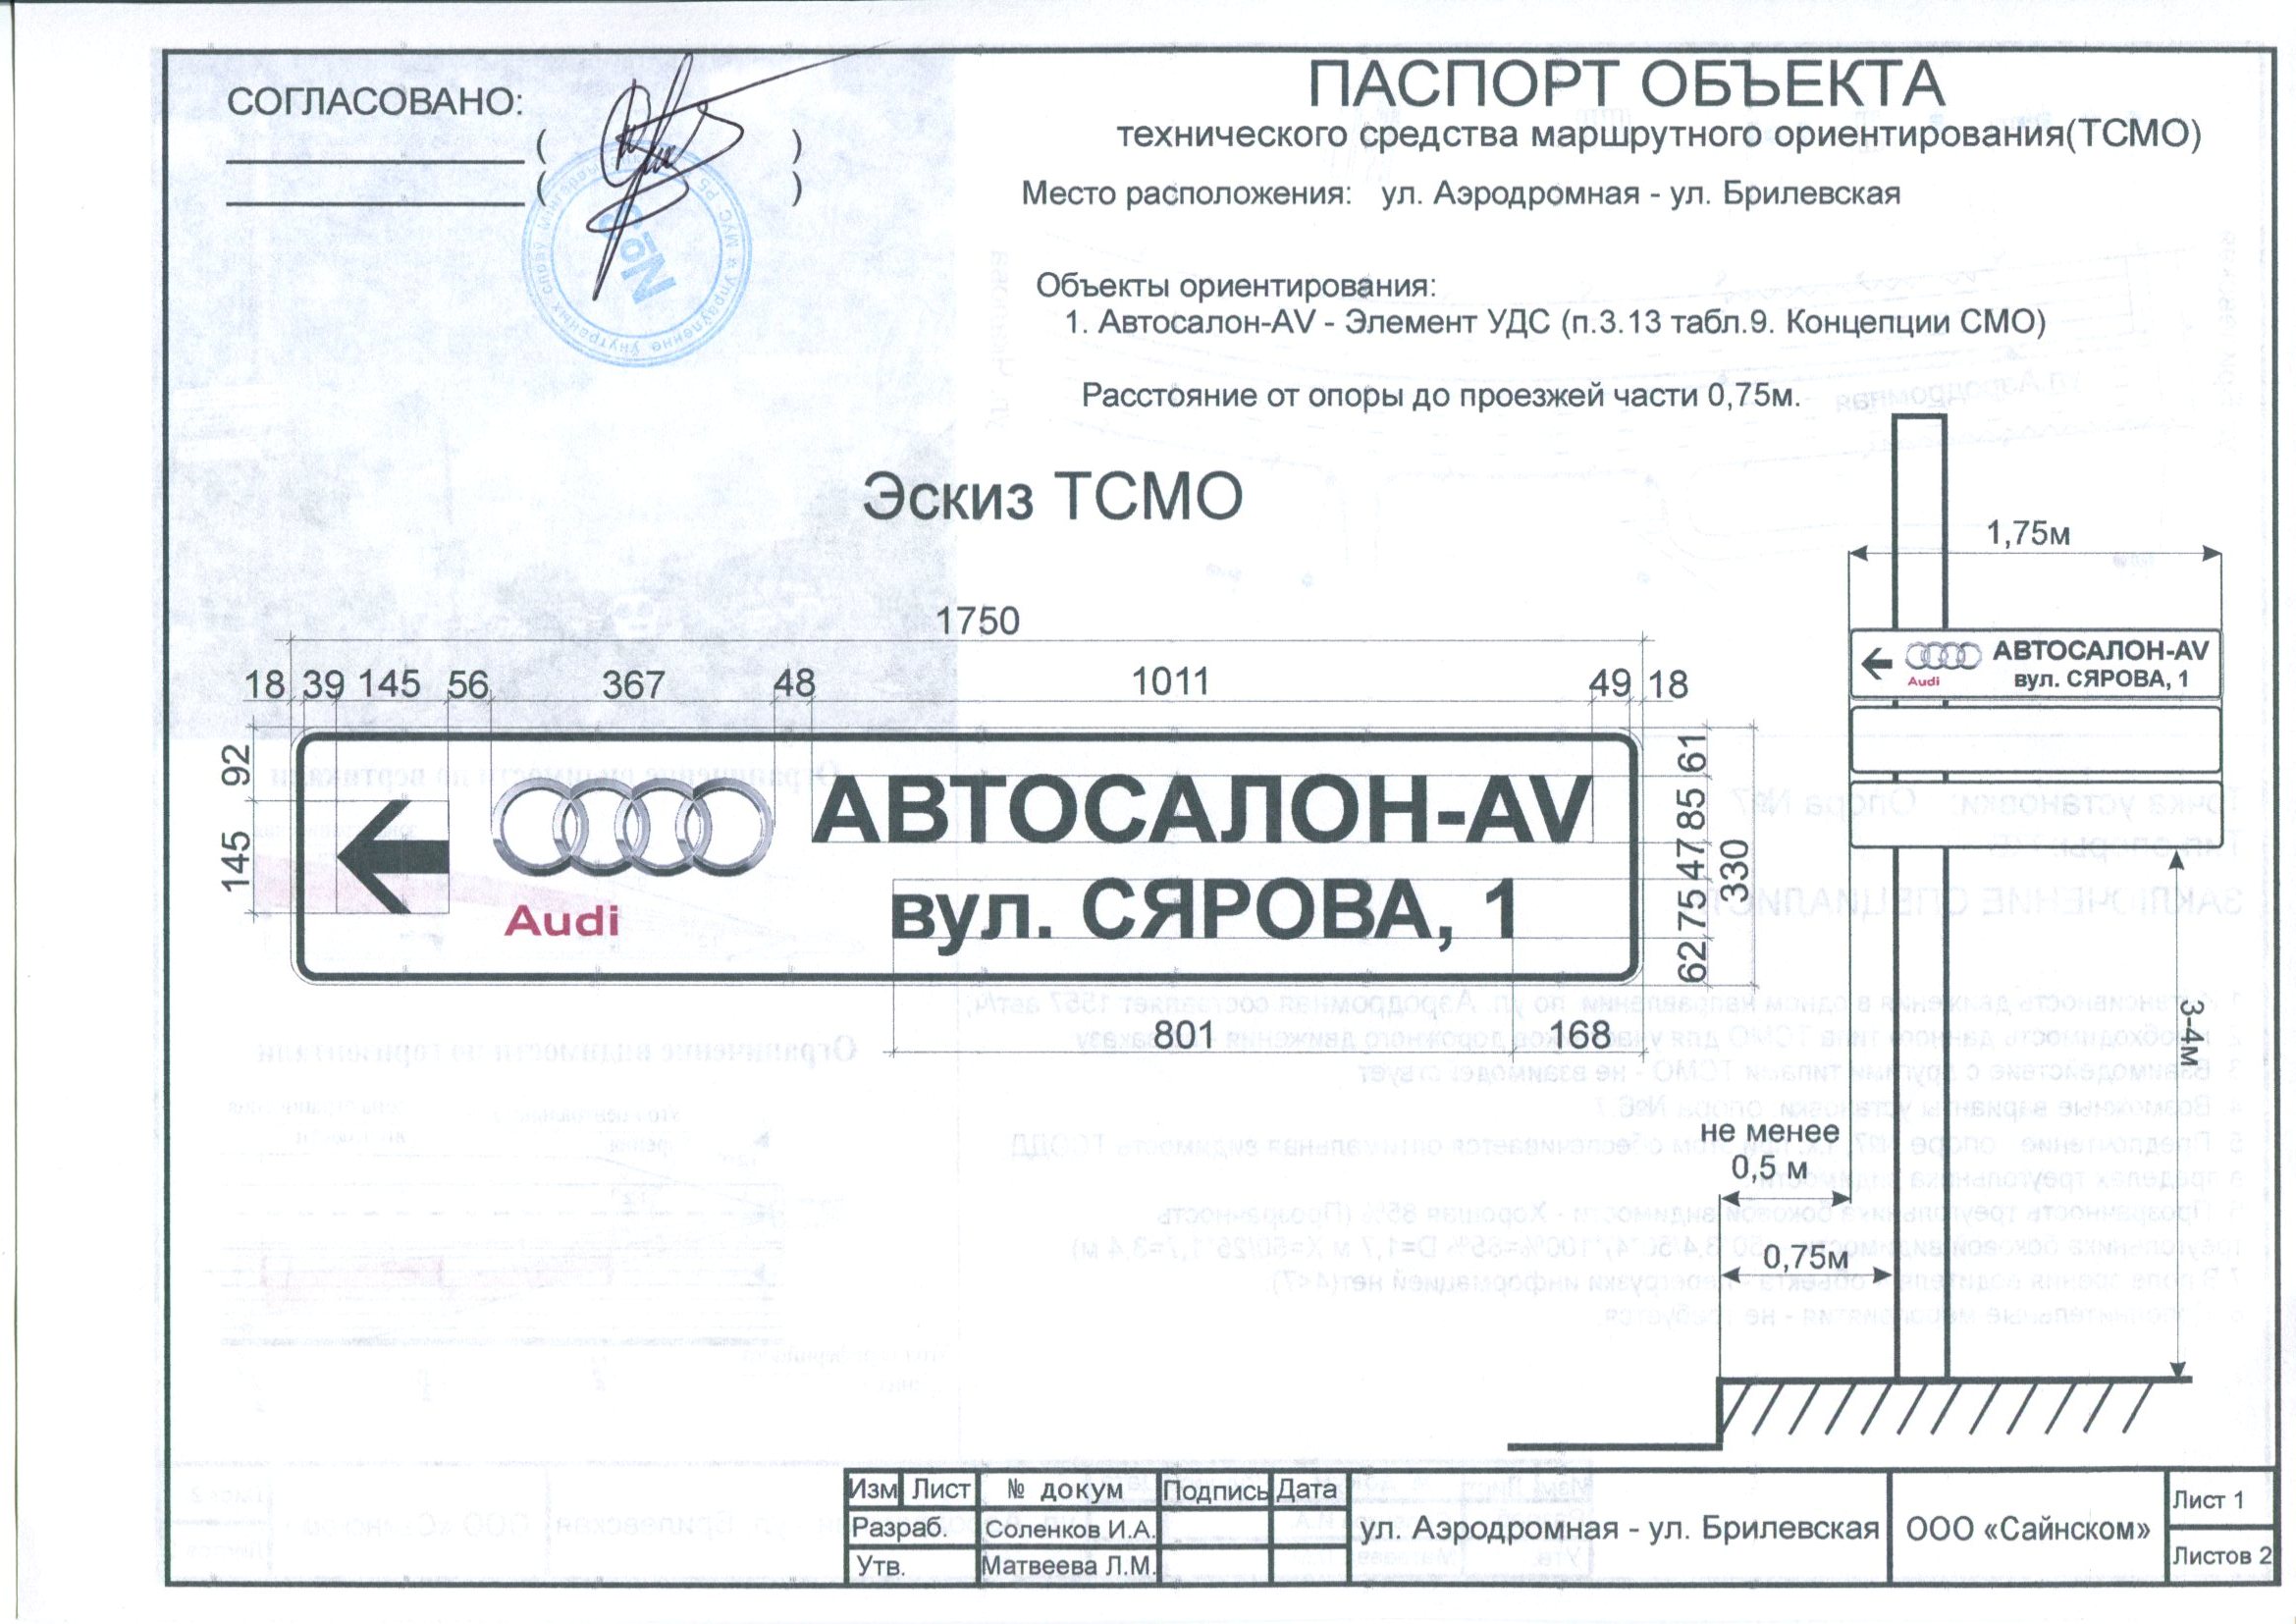 СОГЛАСОВАНО:
( )
( )
№3
ПАСПОРТ ОБЪЕКТА
технического средства маршрутного ориентирования(ТСМО)
Место расположения: ул. Аэродромная - ул. Брилевская
Объекты ориентирования:
1. Автосалон-AV - Элемент УДС (п.3.13 табл.9. Концепции СМО)
Расстояние от опоры до проезжей части 0,75м.
Эскиз ТСМО
1750
18 39 145 56 367 48 1011 49 18
92
145
АВТОСАЛОН-AV
Audi
вул. СЯРОВА, 1
61
85
47
75
62
330
801 168
1,75м
АВТОСАЛОН-AV
Audi вул. СЯРОВА, 1
3-4м
не менее
0,5 м
0,75м
Изм Лист № докум Подпись Дата
Разраб. Соленков И.А.
Утв. Матвеева Л.М.
ул. Аэродромная - ул. Брилевская
ООО «Сайнском»
Лист 1
Листов 2